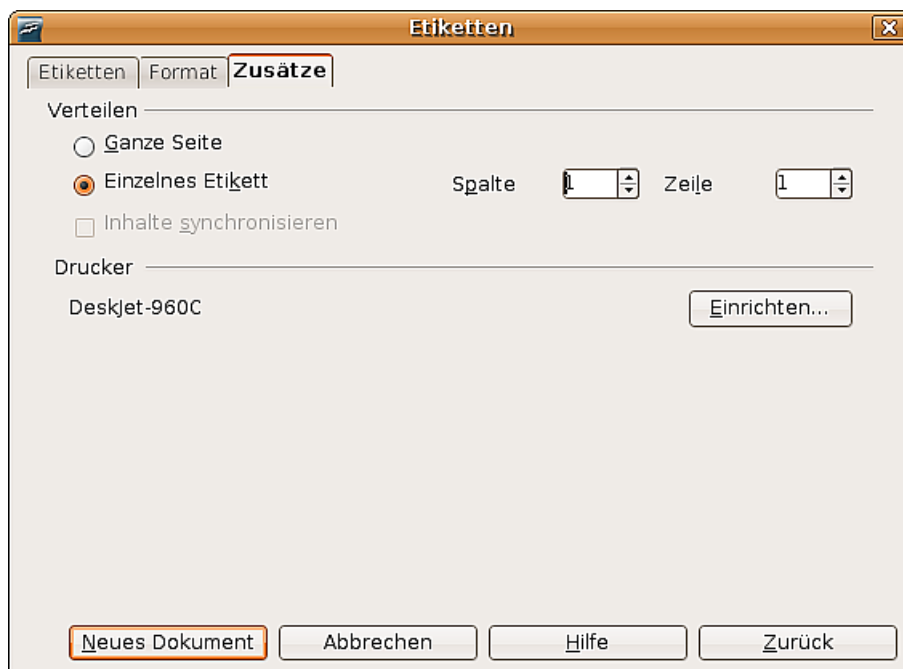 Etiketten
Etiketten Format Zusätze
Verteilen
Ganze Seite
Einzelnes Etikett Spalte 1 Zeile 1
Inhalte synchronisieren
Drucker
DeskJet-960C Einrichten...
Neues Dokument Abbrechen Hilfe Zurück